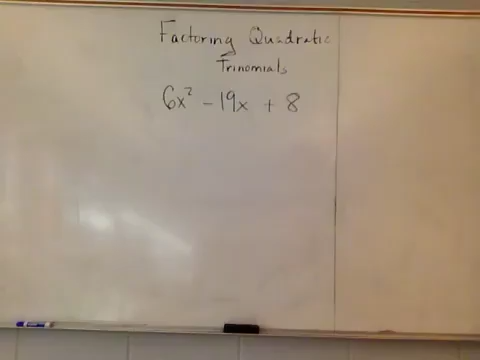 Factoring Quadratic
Trinomials
6x² - 19x + 8